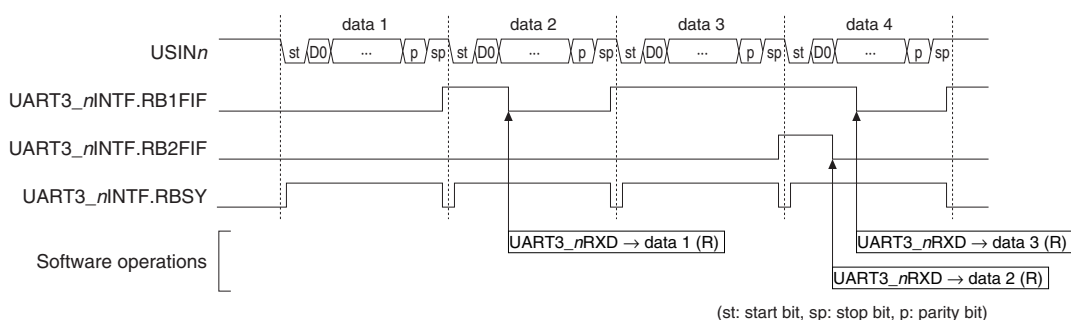 data 1 data 2 data 3 data 4
USINn st D0 ... p sp st D0 ... p sp st D0 ... p sp st D0 ... p sp
UART3_nINTF.RB1FIF
UART3_nINTF.RB2FIF
UART3_nINTF.RBSY
UART3_nRXD → data 1 (R) UART3_nRXD → data 3 (R)
Software operations
UART3_nRXD → data 2 (R)
(st: start bit, sp: stop bit, p: parity bit)